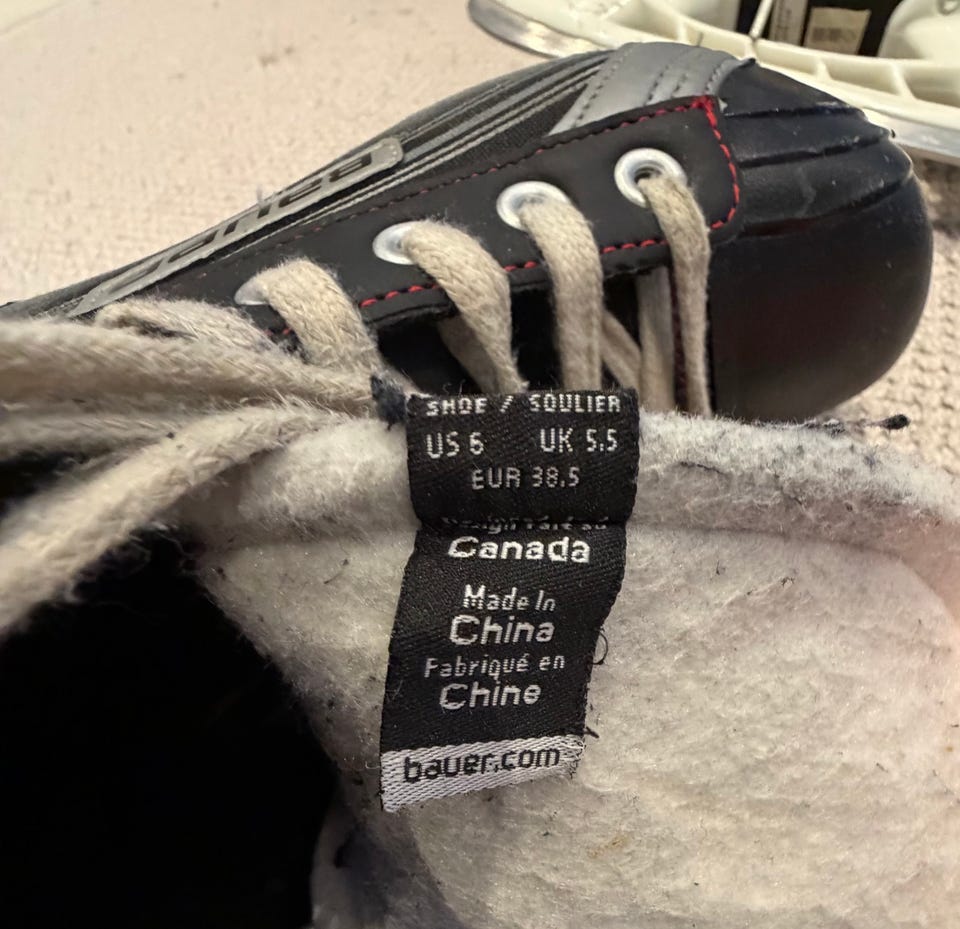 BAUER
SHOE / SOULIER
US 6 UK 5.5
EUR 38.5
Canada
Made In
China
Fabriqué en
Chine
bauer.com